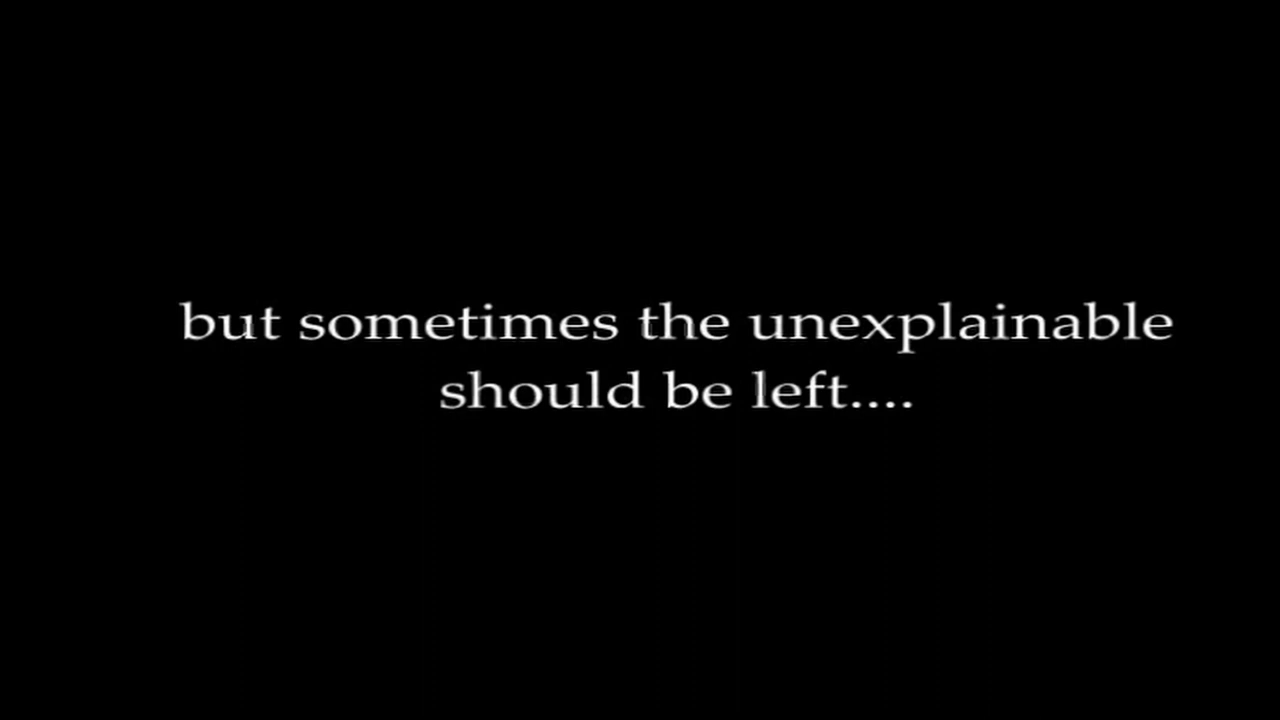 but sometimes the unexplainable
should be left....